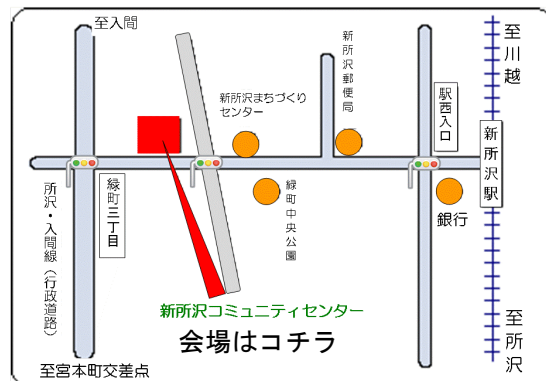 至入間
至川越
新所沢郵便局
新所沢まちづくり
センター
駅西入口
新所沢駅
緑町三丁目
所沢・入間線（行政道路）
緑町中央公園
銀行
新所沢コミュニティセンター
会場はコチラ
至所沢
至宮本町交差点